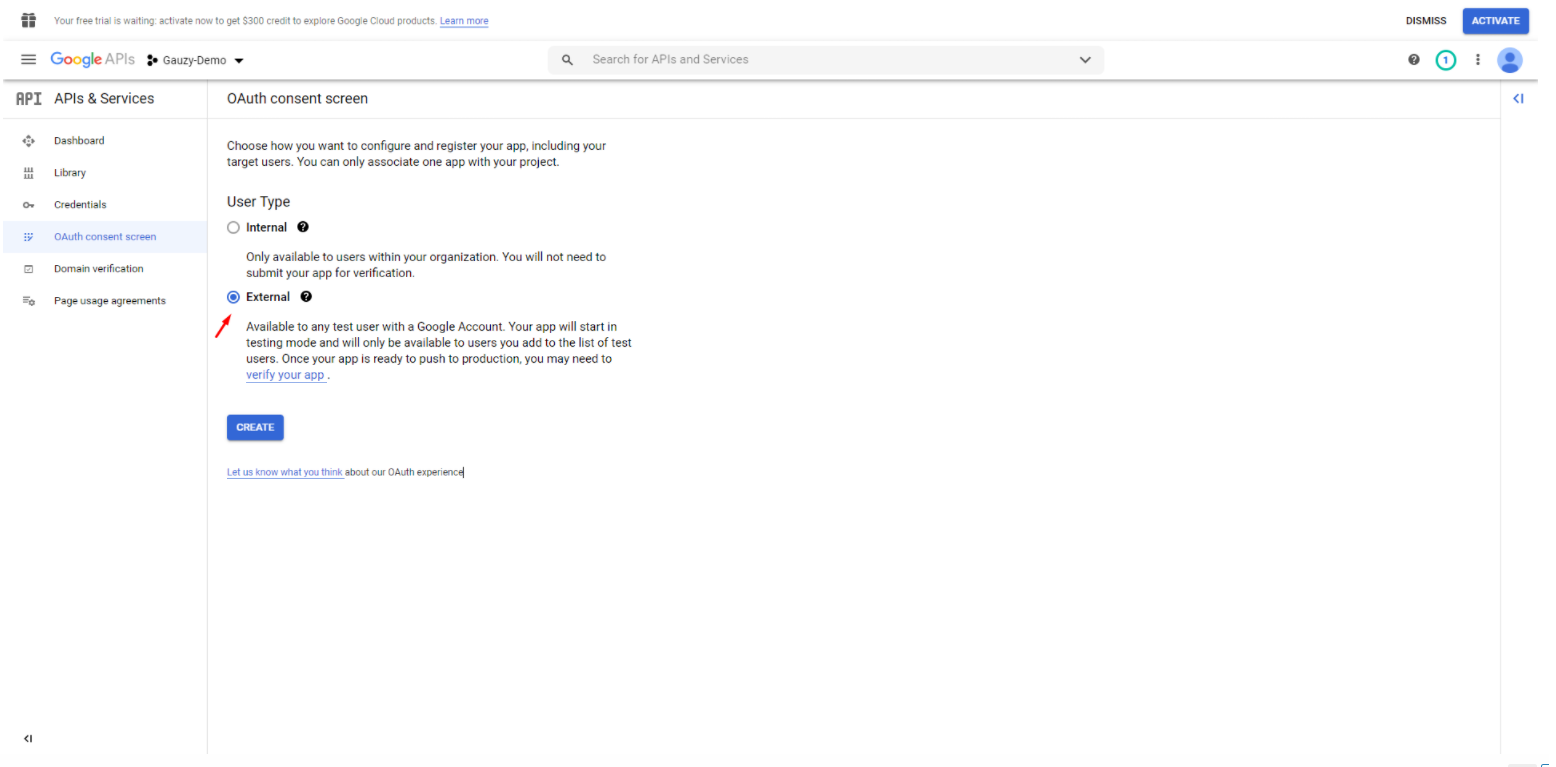 Your free trial is waiting: activate now to get $300 credit to explore Google Cloud products. Learn more
DISMISS
ACTIVATE
Google APIs
Gauzy-Demo
Search for APIs and Services
1
API
APIs & Services
Dashboard
Library
Credentials
OAuth consent screen
Domain verification
Page usage agreements
OAuth consent screen
Choose how you want to configure and register your app, including your
target users. You can only associate one app with your project.
User Type
Internal
Only available to users within your organization. You will not need to
submit your app for verification.
External
Available to any test user with a Google Account. Your app will start in
testing mode and will only be available to users you add to the list of test
users. Once your app is ready to push to production, you may need to
verify your app .
CREATE
Let us know what you think about our OAuth experience